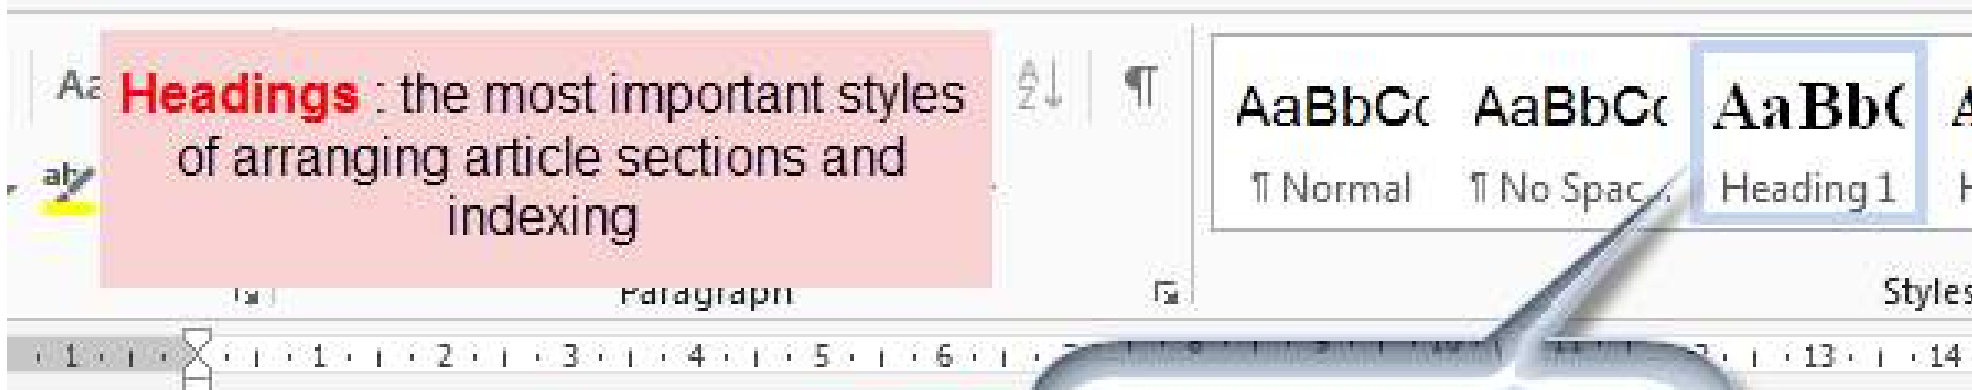 Headings : the most important styles
of arranging article sections and
indexing
AaBbCc AaBbCc AaBbC
¶ Normal ¶ No Spac... Heading 1
Paragraph
Styles
1 1 2 3 4 5 6 13 14